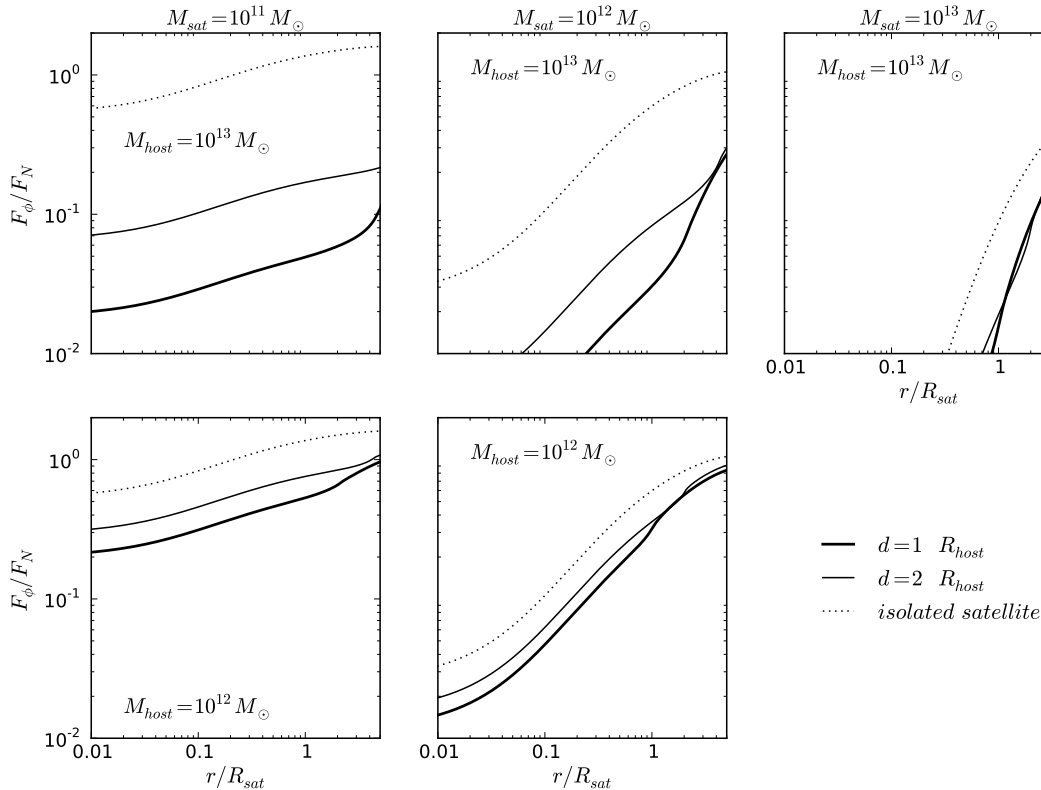 M_sat=10^11 M_⊙
M_sat=10^12 M_⊙
M_sat=10^13 M_⊙
M_host=10^13 M_⊙
M_host=10^13 M_⊙
M_host=10^13 M_⊙
F_ϕ/F_N
10^0
10^-1
10^-2
0.01
0.1
1
r/R_sat
M_host=10^12 M_⊙
M_host=10^12 M_⊙
F_ϕ/F_N
10^0
10^-1
10^-2
0.01
0.1
1
r/R_sat
0.01
0.1
1
r/R_sat
d=1 R_host
d=2 R_host
isolated satellite